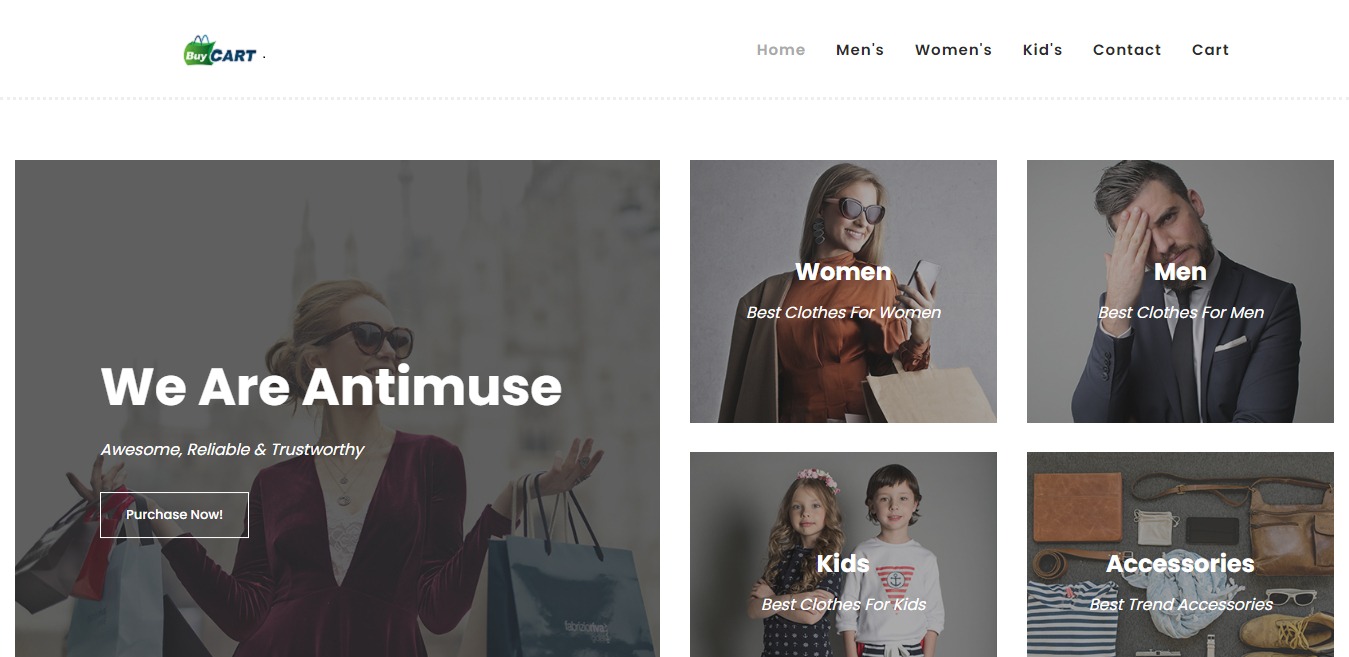 Buy CART .
Home Men's Women's Kid's Contact Cart
We Are Antimuse
Awesome, Reliable & Trustworthy
Purchase Now!
Women
Best Clothes For Women
Men
Best Clothes For Men
Kids
Best Clothes For Kids
Accessories
Best Trend Accessories